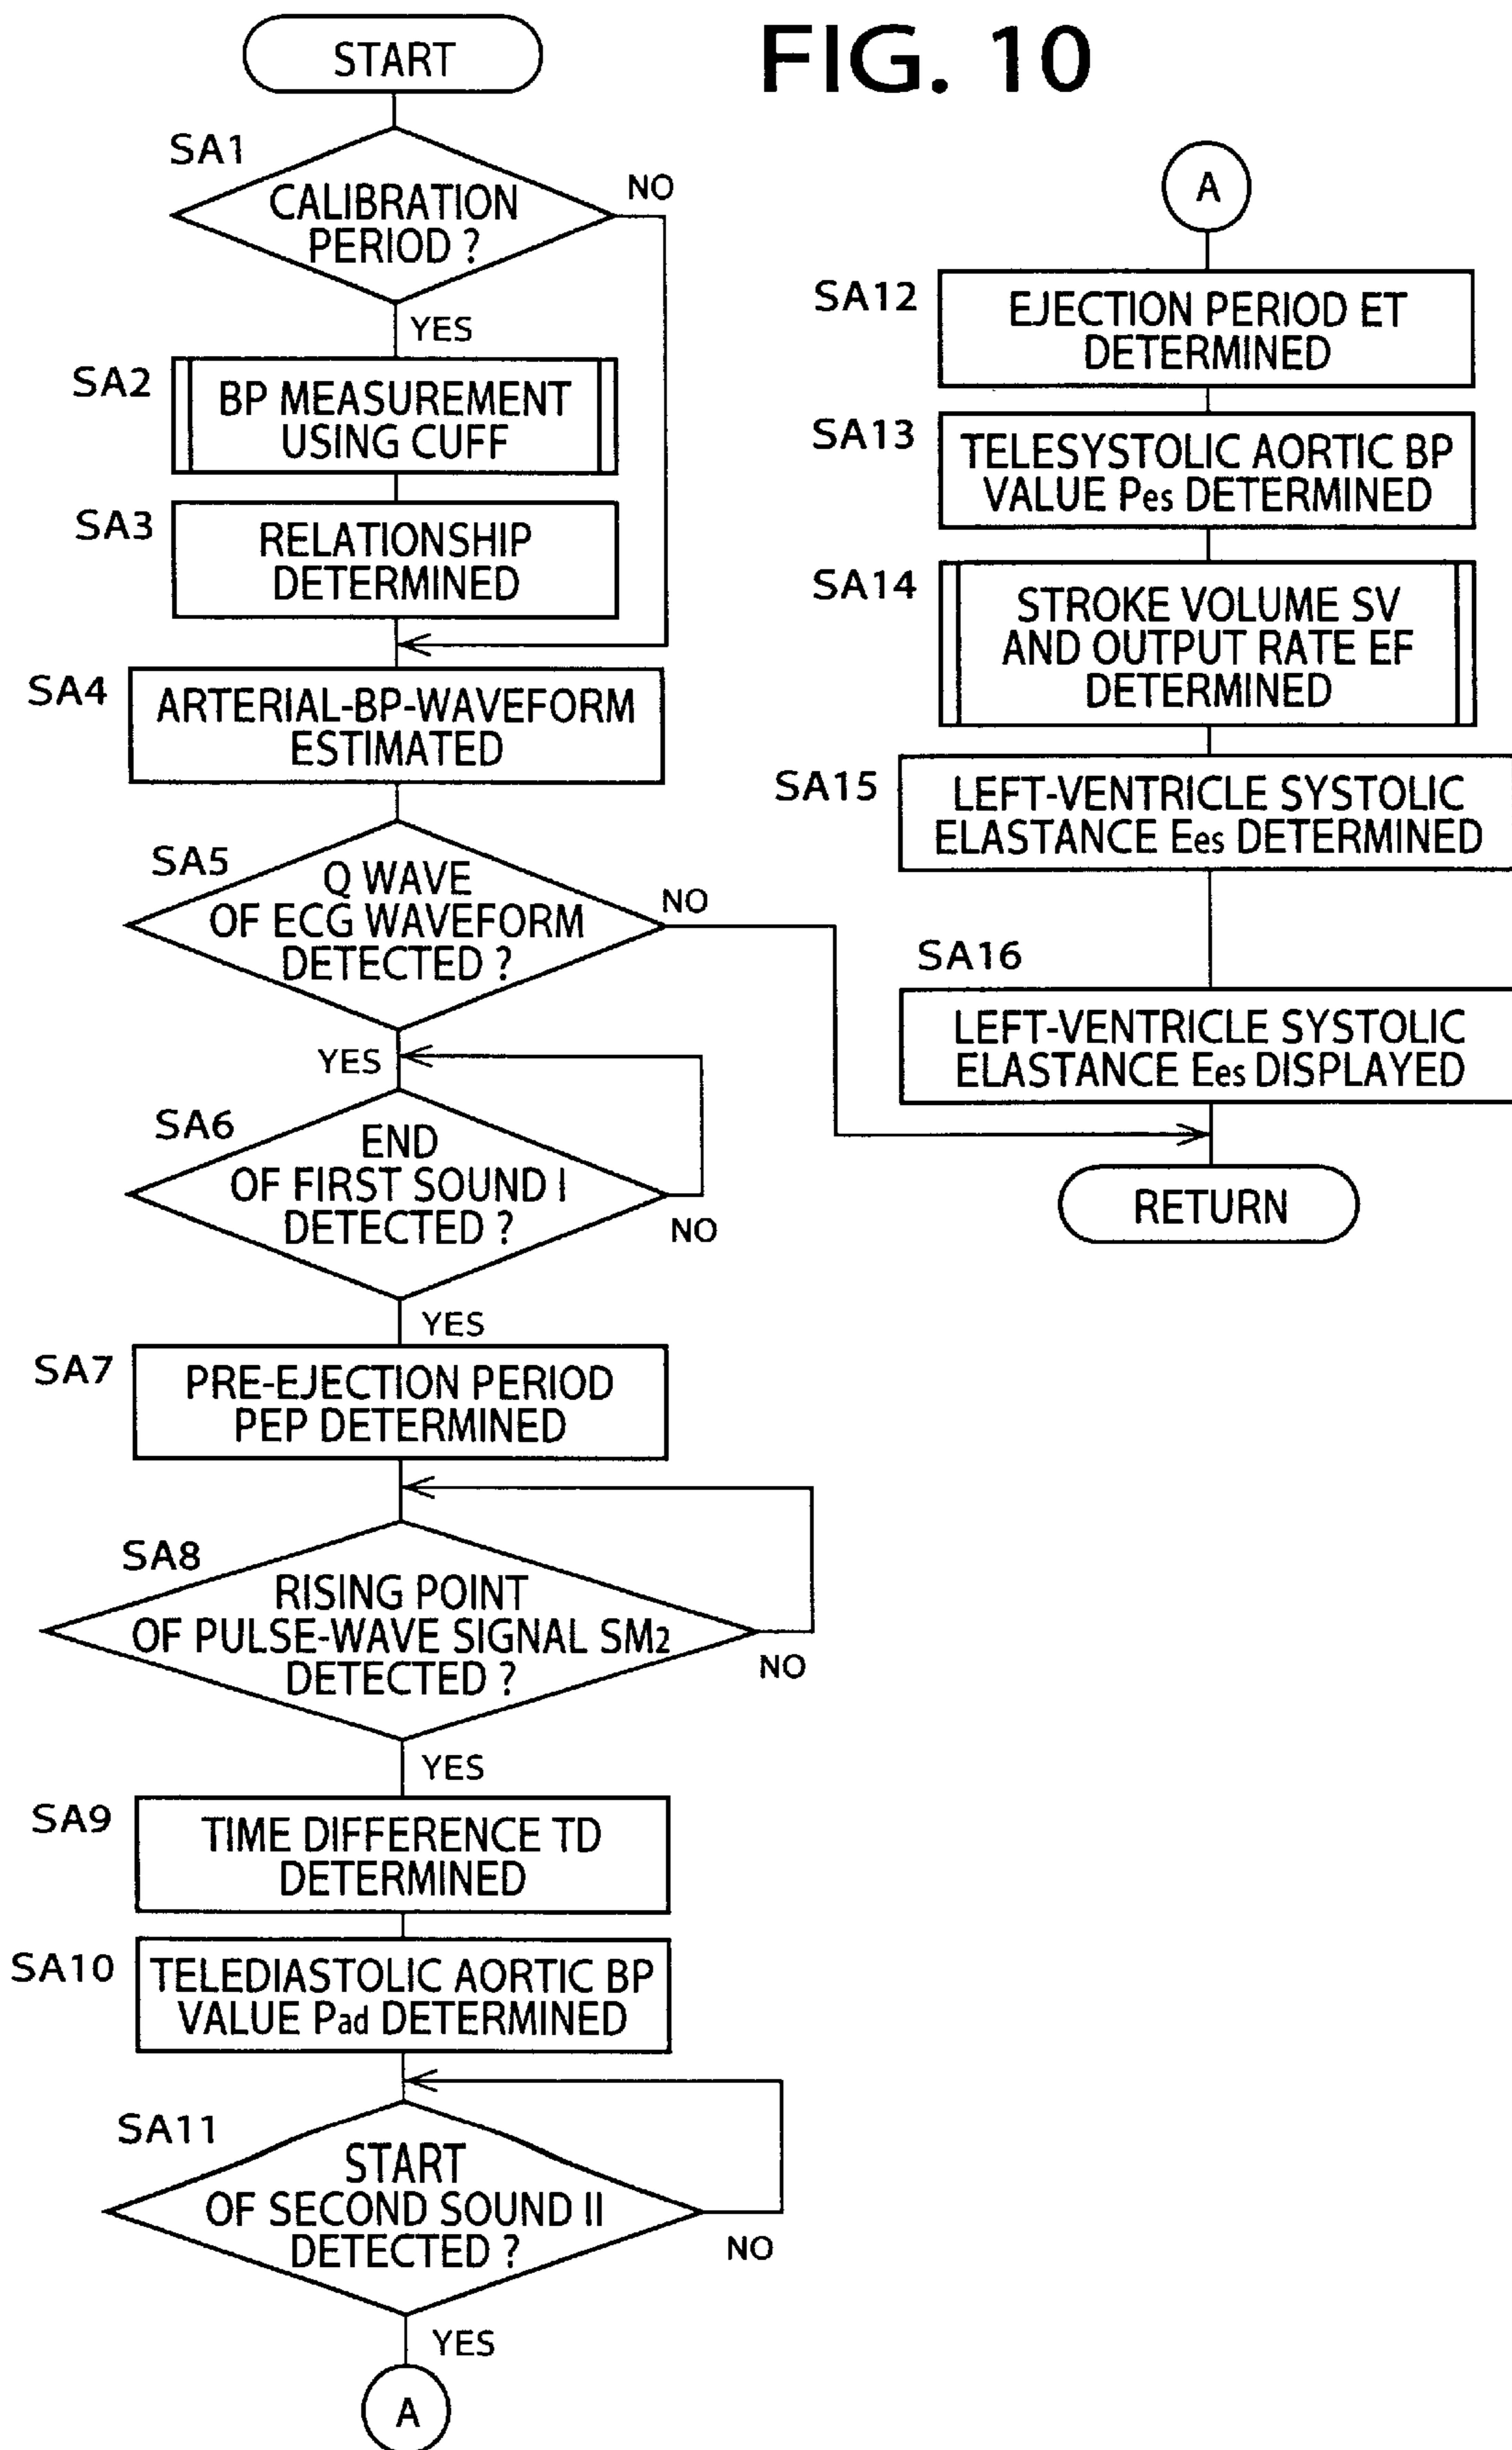 FIG. 10
START
SA1
CALIBRATION
PERIOD ?
NO
YES
SA2
BP MEASUREMENT
USING CUFF
SA3
RELATIONSHIP
DETERMINED
SA4
ARTERIAL-BP-WAVEFORM
ESTIMATED
SA5
Q WAVE
OF ECG WAVEFORM
DETECTED ?
NO
YES
SA6
END
OF FIRST SOUND I
DETECTED ?
NO
YES
SA7
PRE-EJECTION PERIOD
PEP DETERMINED
SA8
RISING POINT
OF PULSE-WAVE SIGNAL SM2
DETECTED ?
NO
YES
SA9
TIME DIFFERENCE TD
DETERMINED
SA10
TELEDIASTOLIC AORTIC BP
VALUE Pad DETERMINED
SA11
START
OF SECOND SOUND II
DETECTED ?
NO
YES
A
A
SA12
EJECTION PERIOD ET
DETERMINED
SA13
TELESYSTOLIC AORTIC BP
VALUE Pes DETERMINED
SA14
STROKE VOLUME SV
AND OUTPUT RATE EF
DETERMINED
SA15
LEFT-VENTRICLE SYSTOLIC
ELASTANCE Ees DETERMINED
SA16
LEFT-VENTRICLE SYSTOLIC
ELASTANCE Ees DISPLAYED
RETURN